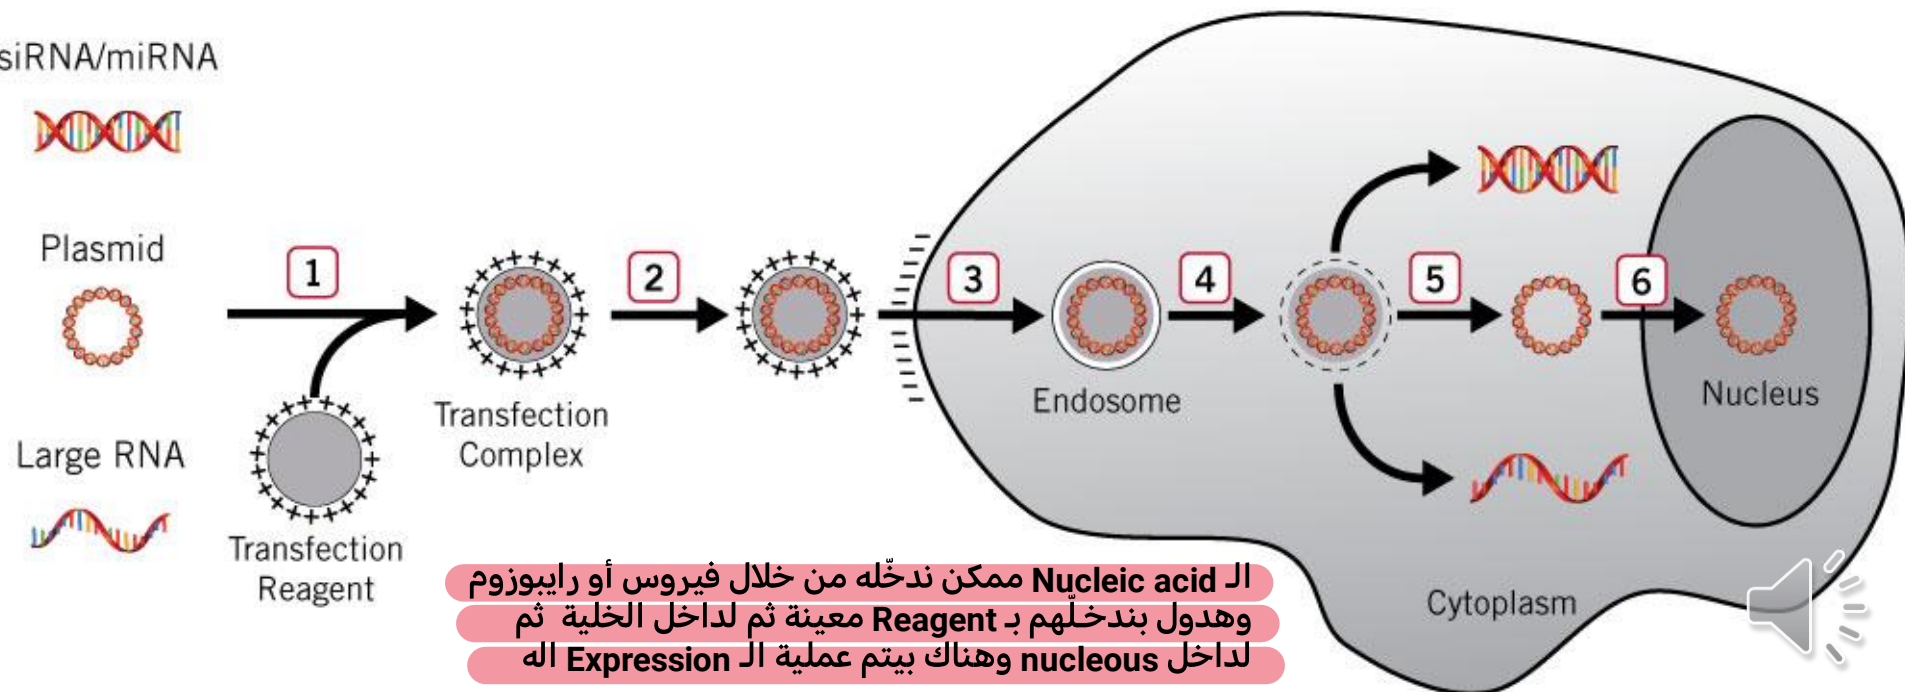 siRNA/miRNA
Plasmid
Large RNA
1
Transfection
Reagent
Transfection
Complex
2
3
Endosome
4
5
6
Nucleus
Cytoplasm
الـ Nucleic acid ممكن ندخّله من خلال فيروس أو رايبوزوم
وهدول بندخلّهم بـ Reagent معينة ثم لداخل الخلية ثم
لداخل nucleous وهناك بيتم عملية الـ Expression اله